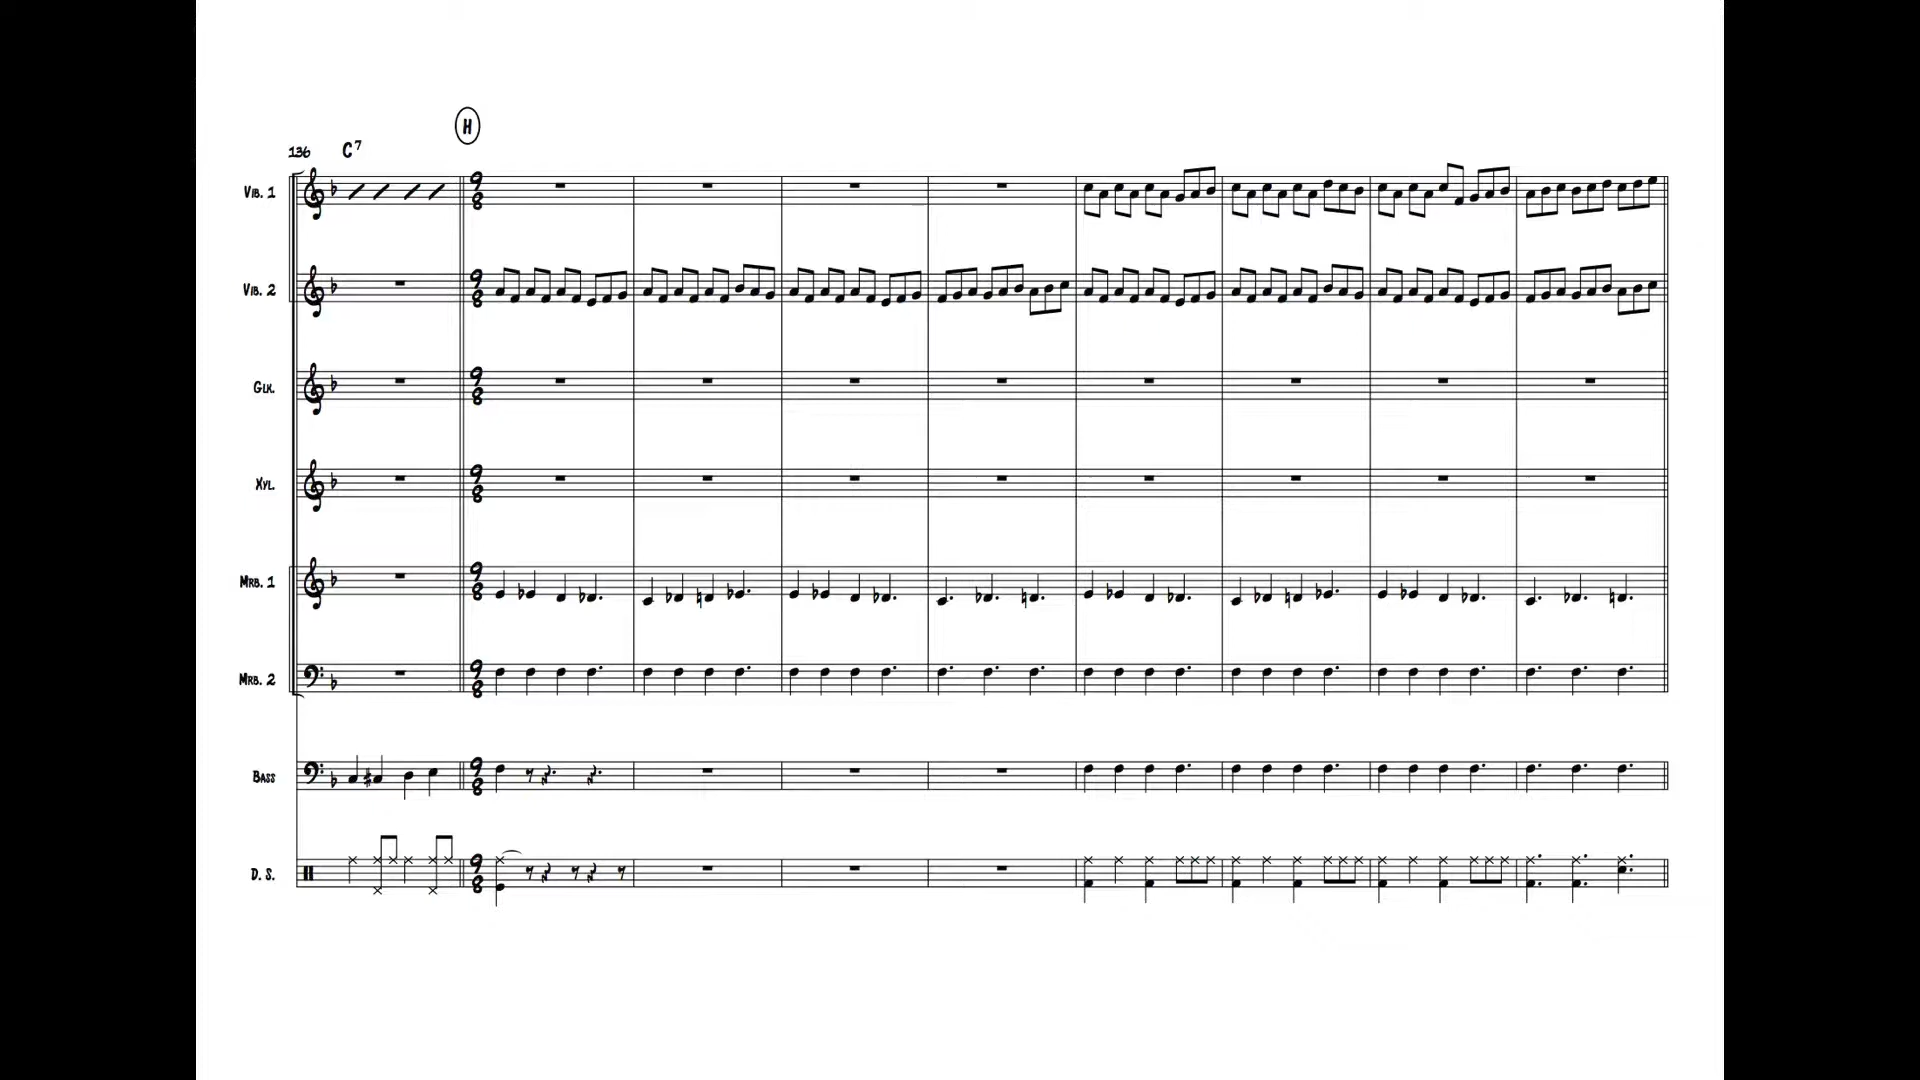 H
136 C7
Vib. 1
Vib. 2
Glk.
Xyl.
Mrb. 1
Mrb. 2
Bass
D. S.